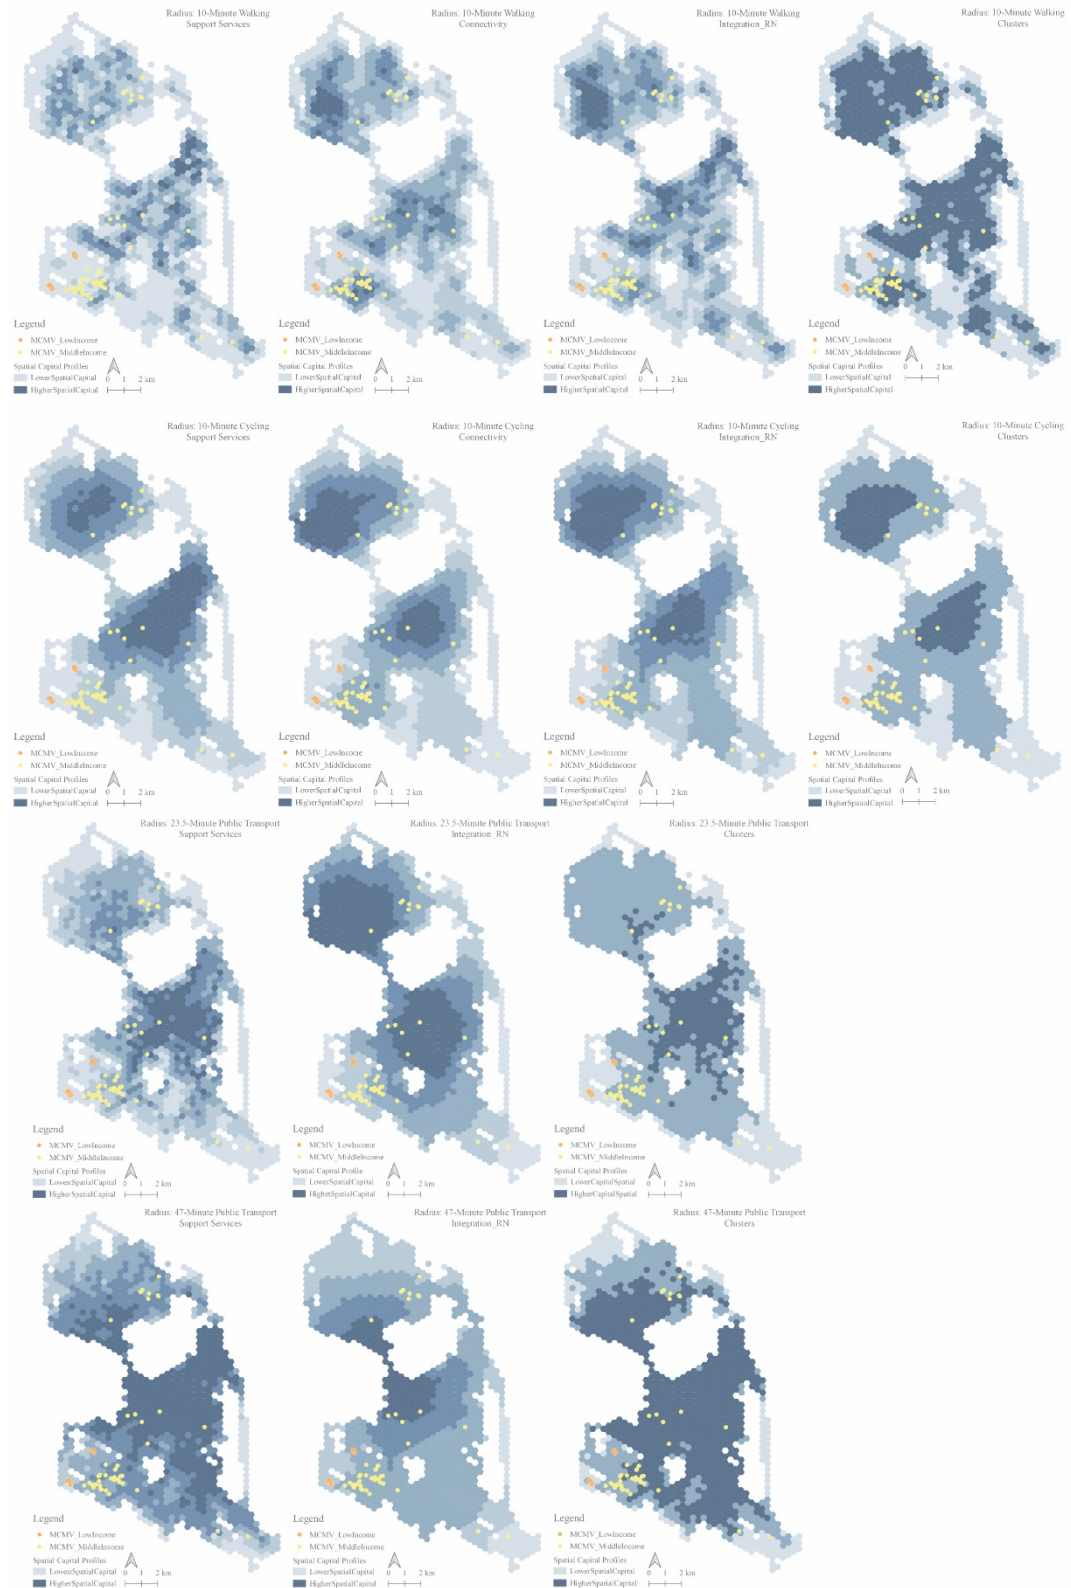 Radius: 10-Minute Walking
Support Services
Legend
MCMV_LowIncome
MCMV_MiddleIncome
Spatial Capital Profiles
LowerSpatialCapital
HigherSpatialCapital
0 1 2 km
Radius: 10-Minute Walking
Connectivity
MCMV_LowIncome
MCMV_MiddleIncome
Spatial Capital Profiles
LowerSpatialCapital
HigherSpatialCapital
0 1 2 km
Legend
Radius: 10-Minute Walking
Integration_RN
Legend
MCMV_LowIncome
MCMV_MiddleIncome
Spatial Capital Profiles
LowerSpatialCapital
HigherSpatialCapital
0 1 2 km
Radius: 10-Minute Walking
Clusters
Legend
MCMV_LowIncome
MCMV_MiddleIncome
Spatial Capital Profiles
LowerSpatialCapital
HigherSpatialCapital
0 1 2 km
Radius: 10-Minute Cycling
Support Services
Legend
MCMV_LowIncome
MCMV_MiddleIncome
Spatial Capital Profiles
LowerSpatialCapital
HigherSpatialCapital
0 1 2 km
Radius: 10-Minute Cycling
Connectivity
Legend
MCMV_LowIncome
MCMV_MiddleIncome
Spatial Capital Profiles
LowerSpatialCapital
HigherSpatialCapital
0 1 2 km
Radius: 10-Minute Cycling
Integration_RN
Legend
MCMV_LowIncome
MCMV_MiddleIncome
Spatial Capital Profiles
LowerSpatialCapital
HigherSpatialCapital
0 1 2 km
Radius: 10-Minute Cycling
Clusters
Legend
MCMV_LowIncome
MCMV_MiddleIncome
Spatial Capital Profiles
LowerSpatialCapital
HigherSpatialCapital
0 1 2 km
Radius: 23.5-Minute Public Transport
Support Services
Legend
MCMV_LowIncome
MCMV_MiddleIncome
Spatial Capital Profiles
LowestSpatialCapital
HigherSpatialCapital
0 1 2 km
Radius: 23.5-Minute Public Transport
Integration_RN
Legend
MCMV_LowIncome
MCMV_MiddleIncome
Spatial Capital Profile
LowerSpatialCapital
HigherSpatialCapital
0 1 2 km
Radius: 23.5-Minute Public Transport
Clusters
Legend
MCMV_LowIncome
MCMV_MiddleIncome
Spatial Capital Profiles
LowerCapitalSpatial
HigherCapitalSpatial
0 1 2 km
Radius: 47-Minute Public Transport
Support Services
Legend
MCMV_LowIncome
MCMV_MiddleIncome
Spatial Capital Profiles
LowestSpatialCapital
HigherSpatialCapital
0 1 2 km
Radius: 47-Minute Public Transport
Integration_RN
Legend
MCMV_LowIncome
MCMV_MiddleIncome
Spatial Capital Profiles
LowestSpatialCapital
HigherSpatialCapital
0 1 2 km
Radius: 47-Minute Public Transport
Clusters
Legend
MCMV_LowIncome
MCMV_MiddleIncome
Spatial Capital Profiles
LowerSpatialCapital
HigherSpatialCapital
0 1 2 km